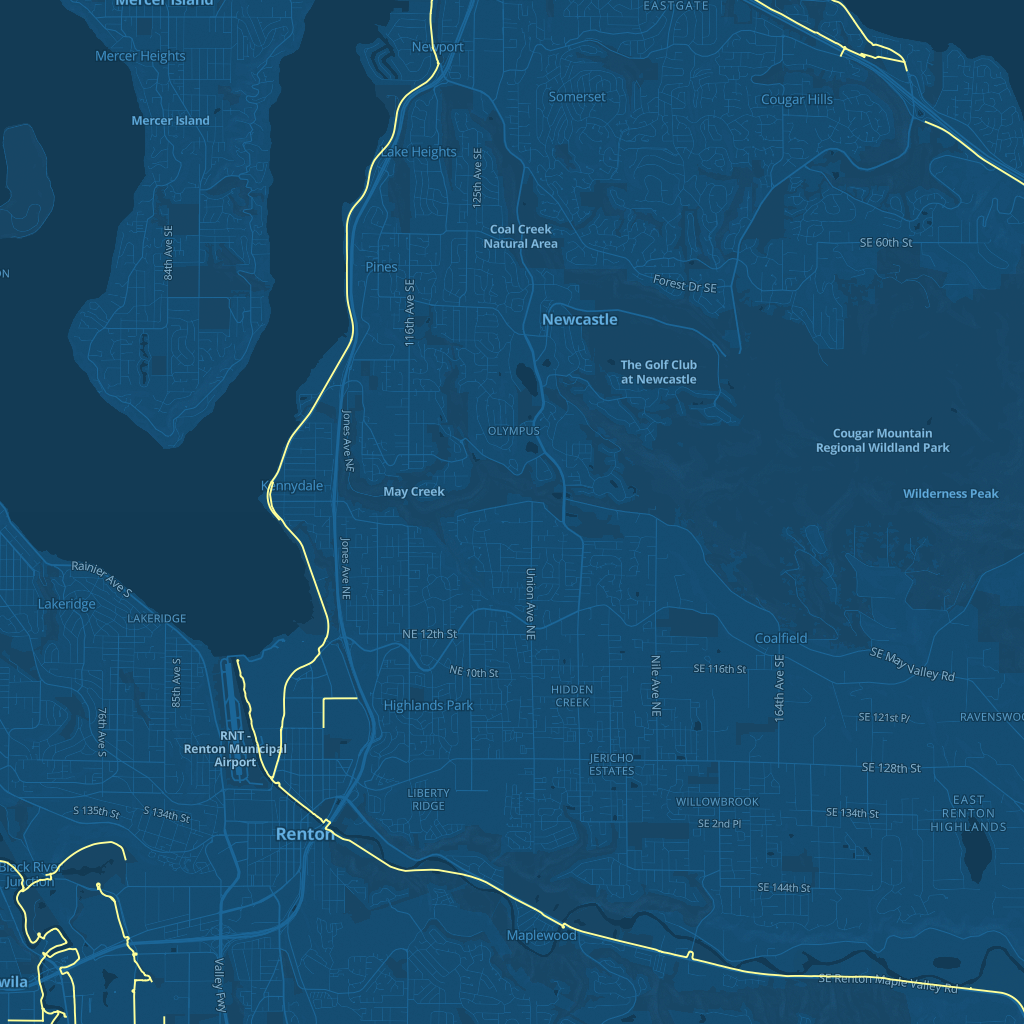 Mercer Island
EASTGATE
Newport
Mercer Heights
Somerset
Cougar Hills
Mercer Island
Lake Heights
125th Ave SE
Coal Creek
Natural Area
84th Ave SE
SE 60th St
ON
Pines
Forest Dr SE
116th Ave SE
Newcastle
The Golf Club
at Newcastle
Jones Ave NE
OLYMPUS
Cougar Mountain
Regional Wildland Park
Kennydale
May Creek
Wilderness Peak
Rainier Ave S
Jones Ave NE
Union Ave NE
Lakeridge
LAKERIDGE
NE 12th St
Coalfield
85th Ave S
NE 10th St
Nile Ave NE
SE 116th St
164th Ave SE
SE May Valley Rd
HIDDEN
CREEK
76th Ave S
Highlands Park
SE 121st Pl
RAVENSWOO
RNT -
Renton Municipal
Airport
JERICHO
ESTATES
SE 128th St
LIBERTY
RIDGE
WILLOWBROOK
S 135th St
S 134th St
SE 2nd Pl
SE 134th St
EAST
RENTON
HIGHLANDS
Renton
Black River
Junction
SE 144th St
Maplewood
wila
Valley Fwy
SE Renton Maple Valley Rd